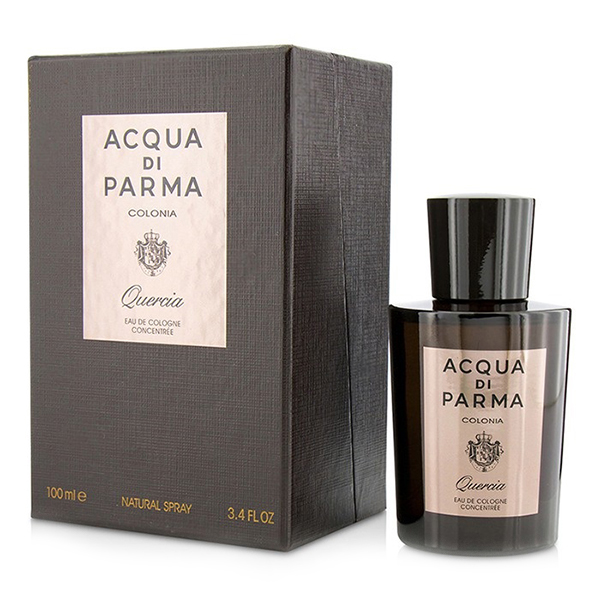 ACQUA
DI
PARMA
COLONIA
Quercia
EAU DE COLOGNE
CONCENTRÉE
100 ml e
NATURAL SPRAY
3.4 FL OZ
ACQUA
DI
PARMA
COLONIA
Quercia
EAU DE COLOGNE
CONCENTRÉE